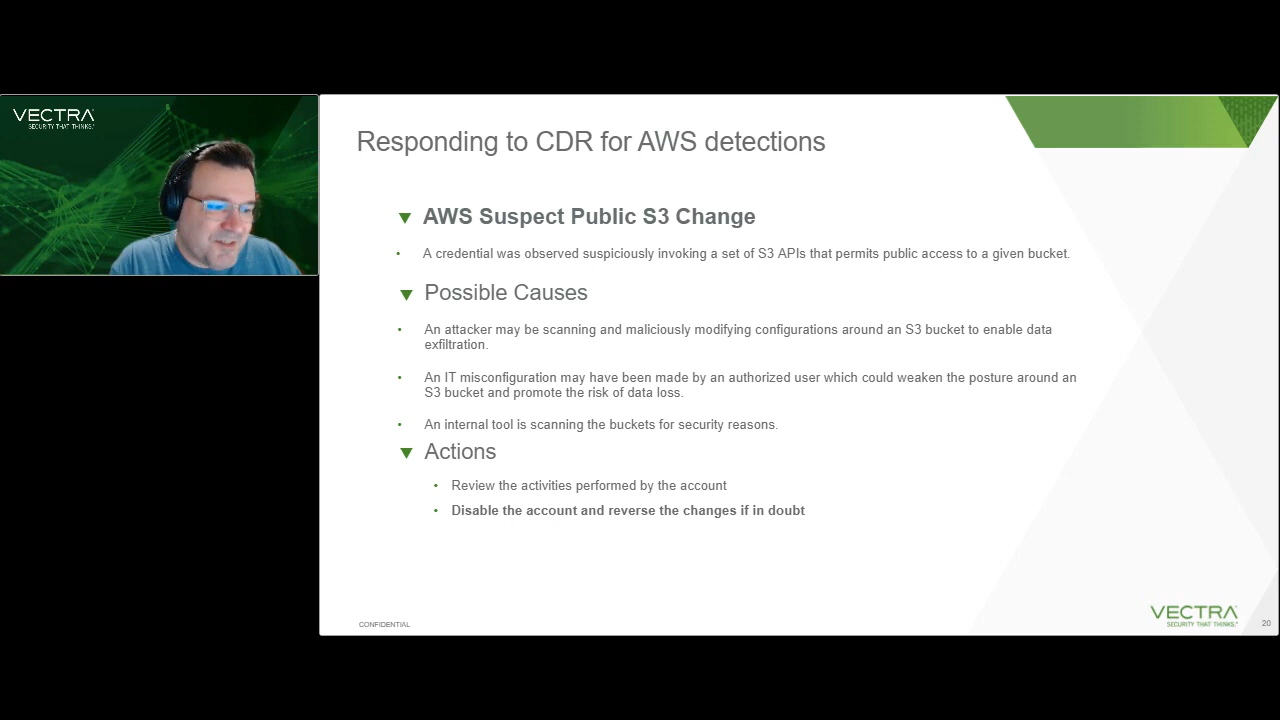 VECTRA
SECURITY THAT THINKS.
Responding to CDR for AWS detections
AWS Suspect Public S3 Change
A credential was observed suspiciously invoking a set of S3 APIs that permits public access to a given bucket.
Possible Causes
An attacker may be scanning and maliciously modifying configurations around an S3 bucket to enable data
exfiltration.
An IT misconfiguration may have been made by an authorized user which could weaken the posture around an
S3 bucket and promote the risk of data loss.
An internal tool is scanning the buckets for security reasons.
Actions
Review the activities performed by the account
Disable the account and reverse the changes if in doubt
CONFIDENTIAL
VECTRA
SECURITY THAT THINKS.
20